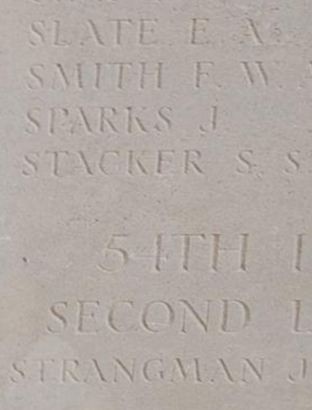 SLATE E. A.
SMITH F. W.
SPARKS J.
STACKER S. S.
54TH
SECOND L
STRANGMAN J